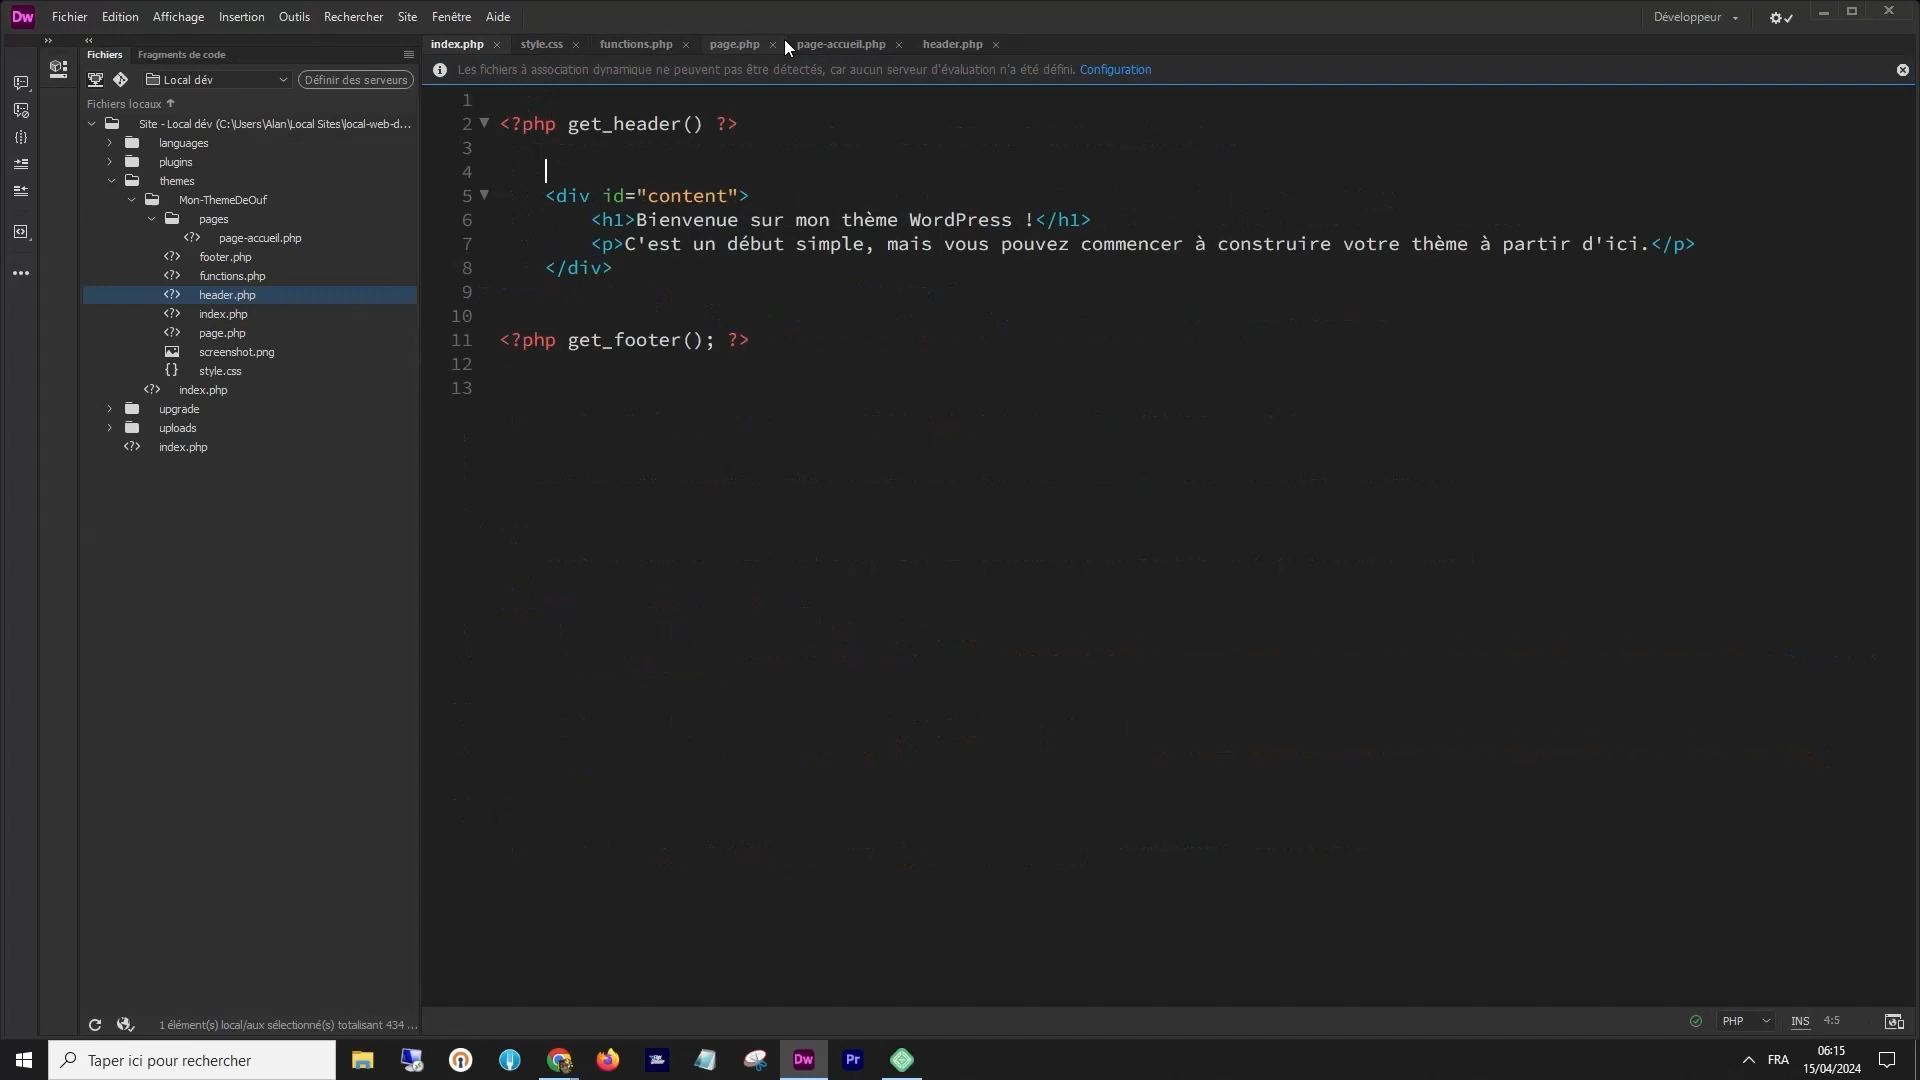 Dw Fichier Edition Affichage Insertion Outils Rechercher Site Fenêtre Aide Développeur
Fichiers Fragments de code
index.php style.css functions.php page.php page-accueil.php header.php
Local dév Définir des serveurs
Les fichiers à association dynamique ne peuvent pas être détectés, car aucun serveur d'évaluation n'a été défini. Configuration
Fichiers locaux
Site - Local dév (C:\Users\Alan\Local Sites\local-web-d...
languages
plugins
themes
Mon-ThemeDeOuf
pages
page-accueil.php
footer.php
functions.php
header.php
index.php
page.php
screenshot.png
style.css
index.php
upgrade
uploads
index.php
1
2 <?php get_header() ?>
3
4
5 <div id="content">
6 <h1>Bienvenue sur mon thème WordPress !</h1>
7 <p>C'est un début simple, mais vous pouvez commencer à construire votre thème à partir d'ici.</p>
8 </div>
9
10
11 <?php get_footer(); ?>
12
13
1 élément(s) local/aux sélectionné(s) totalisant 434 ...
PHP INS 4:5
Taper ici pour rechercher
Dw Pr
FRA
06:15
15/04/2024